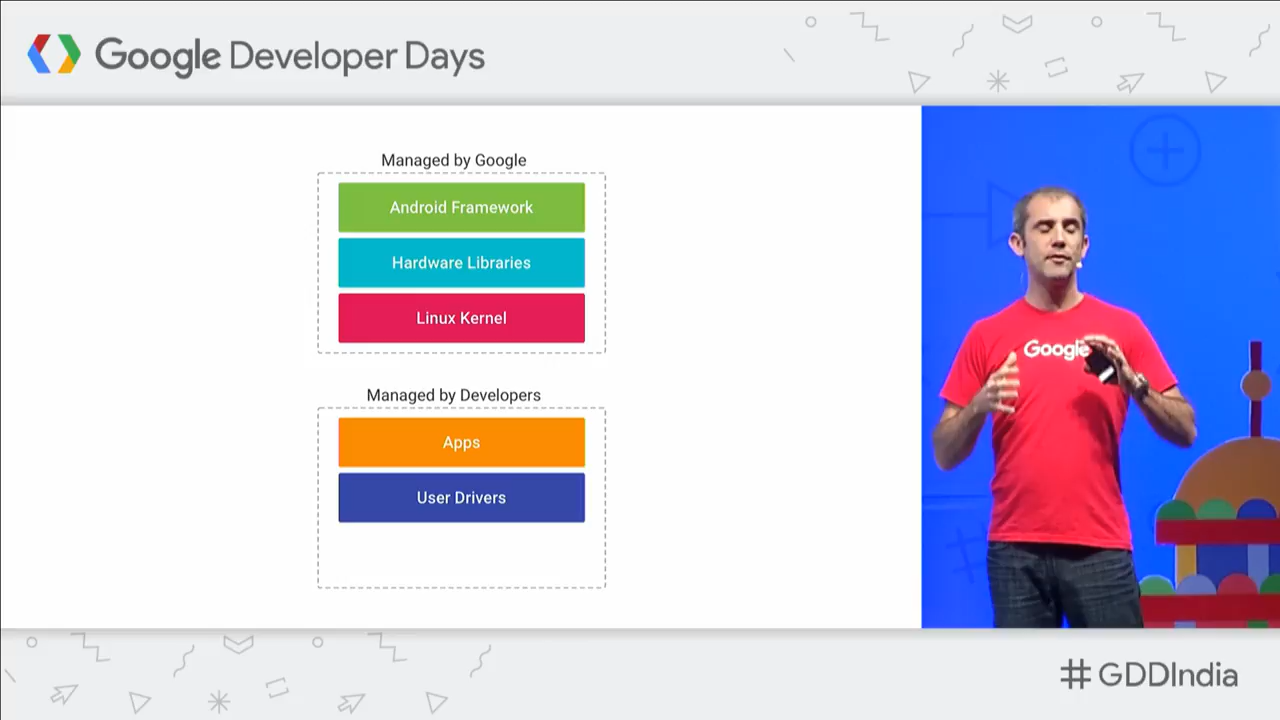 Google Developer Days
Managed by Google
Android Framework
Hardware Libraries
Linux Kernel
Managed by Developers
Apps
User Drivers
Google
#GDDIndia